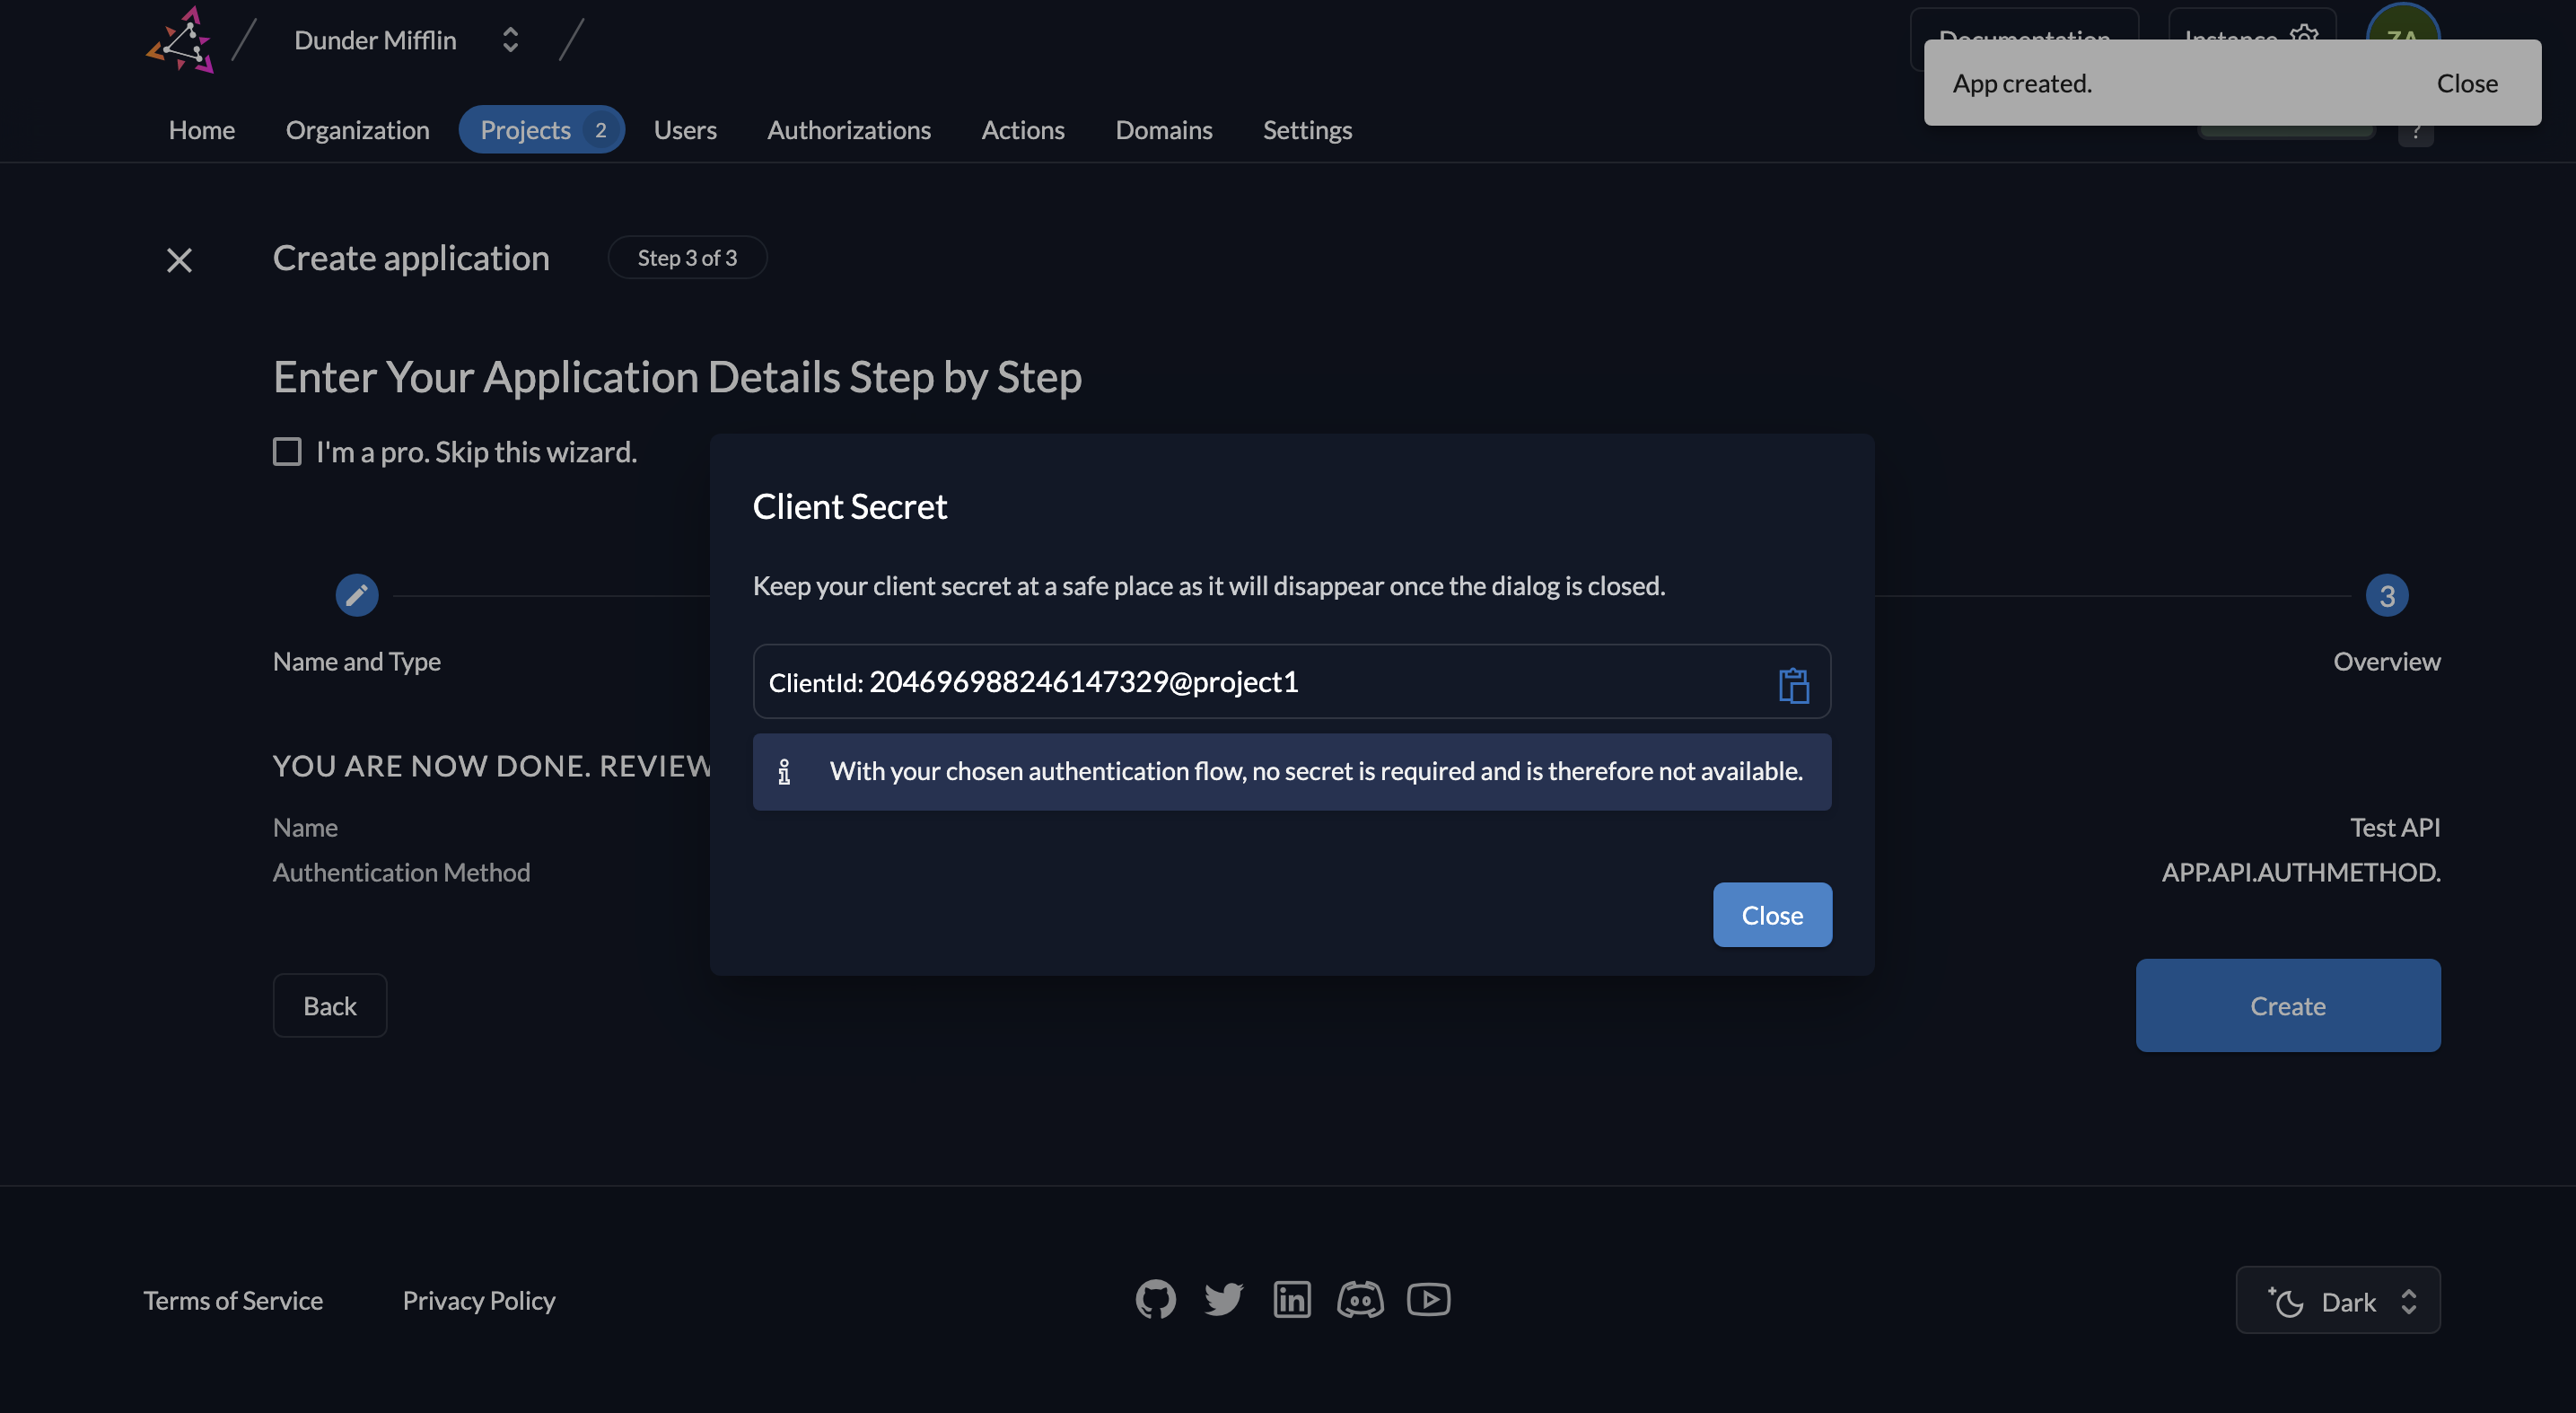 Dunder Mifflin
Documentation
Instance
ZA
App created.
Close
Home
Organization
Projects 2
Users
Authorizations
Actions
Domains
Settings
?
Create application
Step 3 of 3
Enter Your Application Details Step by Step
I'm a pro. Skip this wizard.
Client Secret
Keep your client secret at a safe place as it will disappear once the dialog is closed.
3
Name and Type
Overview
ClientId: 204696988246147329@project1
YOU ARE NOW DONE. REVIEW
With your chosen authentication flow, no secret is required and is therefore not available.
Name
Test API
Authentication Method
APP.API.AUTHMETHOD.
Close
Back
Create
Terms of Service
Privacy Policy
in
Dark